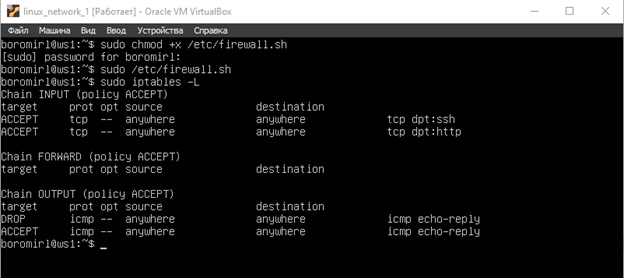 linux_network_1 [Работает] - Oracle VM VirtualBox
Файл Машина Вид Ввод Устройства Справка
boromirl@ws1:~$ sudo chmod +x /etc/firewall.sh
[sudo] password for boromirl:
boromirl@ws1:~$ sudo /etc/firewall.sh
boromirl@ws1:~$ sudo iptables -L
Chain INPUT (policy ACCEPT)
target prot opt source destination
ACCEPT tcp -- anywhere anywhere tcp dpt:ssh
ACCEPT tcp -- anywhere anywhere tcp dpt:http
Chain FORWARD (policy ACCEPT)
target prot opt source destination
Chain OUTPUT (policy ACCEPT)
target prot opt source destination
DROP icmp -- anywhere anywhere icmp echo-reply
ACCEPT icmp -- anywhere anywhere icmp echo-reply
boromirl@ws1:~$ _